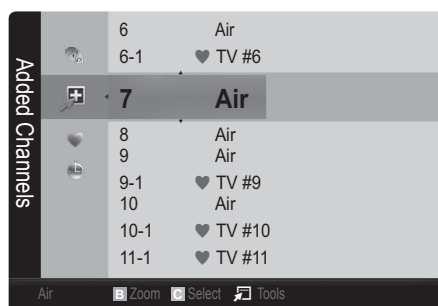 Added Channels
6 Air
6-1 ♥ TV #6
7 Air
8 Air
9 Air
9-1 ♥ TV #9
10 Air
10-1 ♥ TV #10
11-1 ♥ TV #11
Air B Zoom C Select Tools